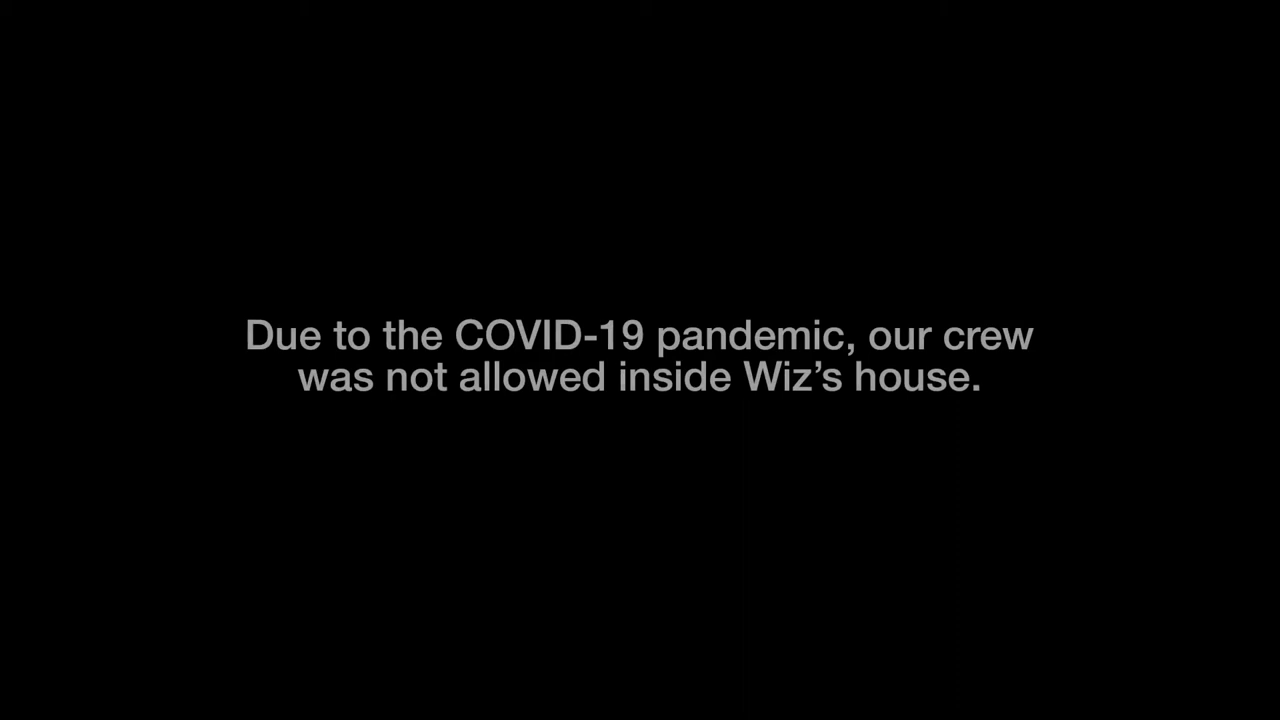 Due to the COVID-19 pandemic, our crew
was not allowed inside Wiz’s house.